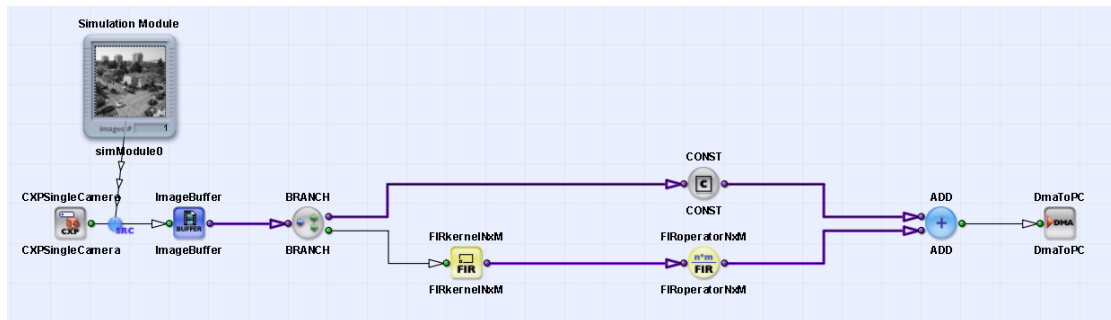 Simulation Module
images # 1
simModule0
CONST
C
CONST
CXPSingleCamera
ImageBuffer
BRANCH
ADD
DmaToPC
CXP
SRC
BUFFER
+
DMA
CXPSingleCamera
ImageBuffer
BRANCH
FIRkernelNxM
FIRoperatorNxM
ADD
DmaToPC
FIR
n*m
FIR
FIRkernelNxM
FIRoperatorNxM